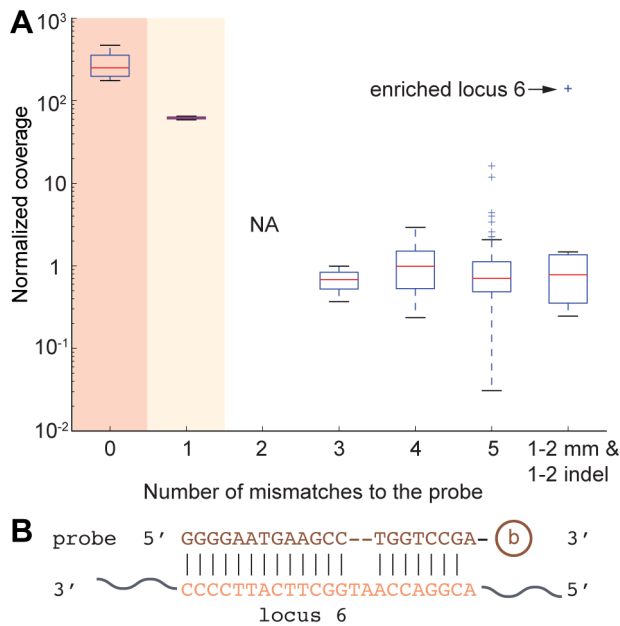 A
Normalized coverage
10³
10²
10
1
10⁻¹
10⁻²
enriched locus 6
NA
0 1 2 3 4 5 1-2 mm &
1-2 indel
Number of mismatches to the probe
B
probe 5′ GGGGAATGAAGCC--TGGTCCGA- b 3′
3′ CCCCTTACTTCGGTAACCAGGCA 5′
locus 6